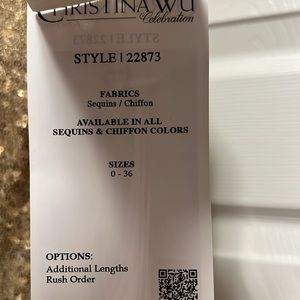 CHRISTINA WU
Celebration
STYLE | 22873
FABRICS
Sequins / Chiffon
AVAILABLE IN ALL
SEQUINS & CHIFFON COLORS
SIZES
0 - 36
OPTIONS:
Additional Lengths
Rush Order